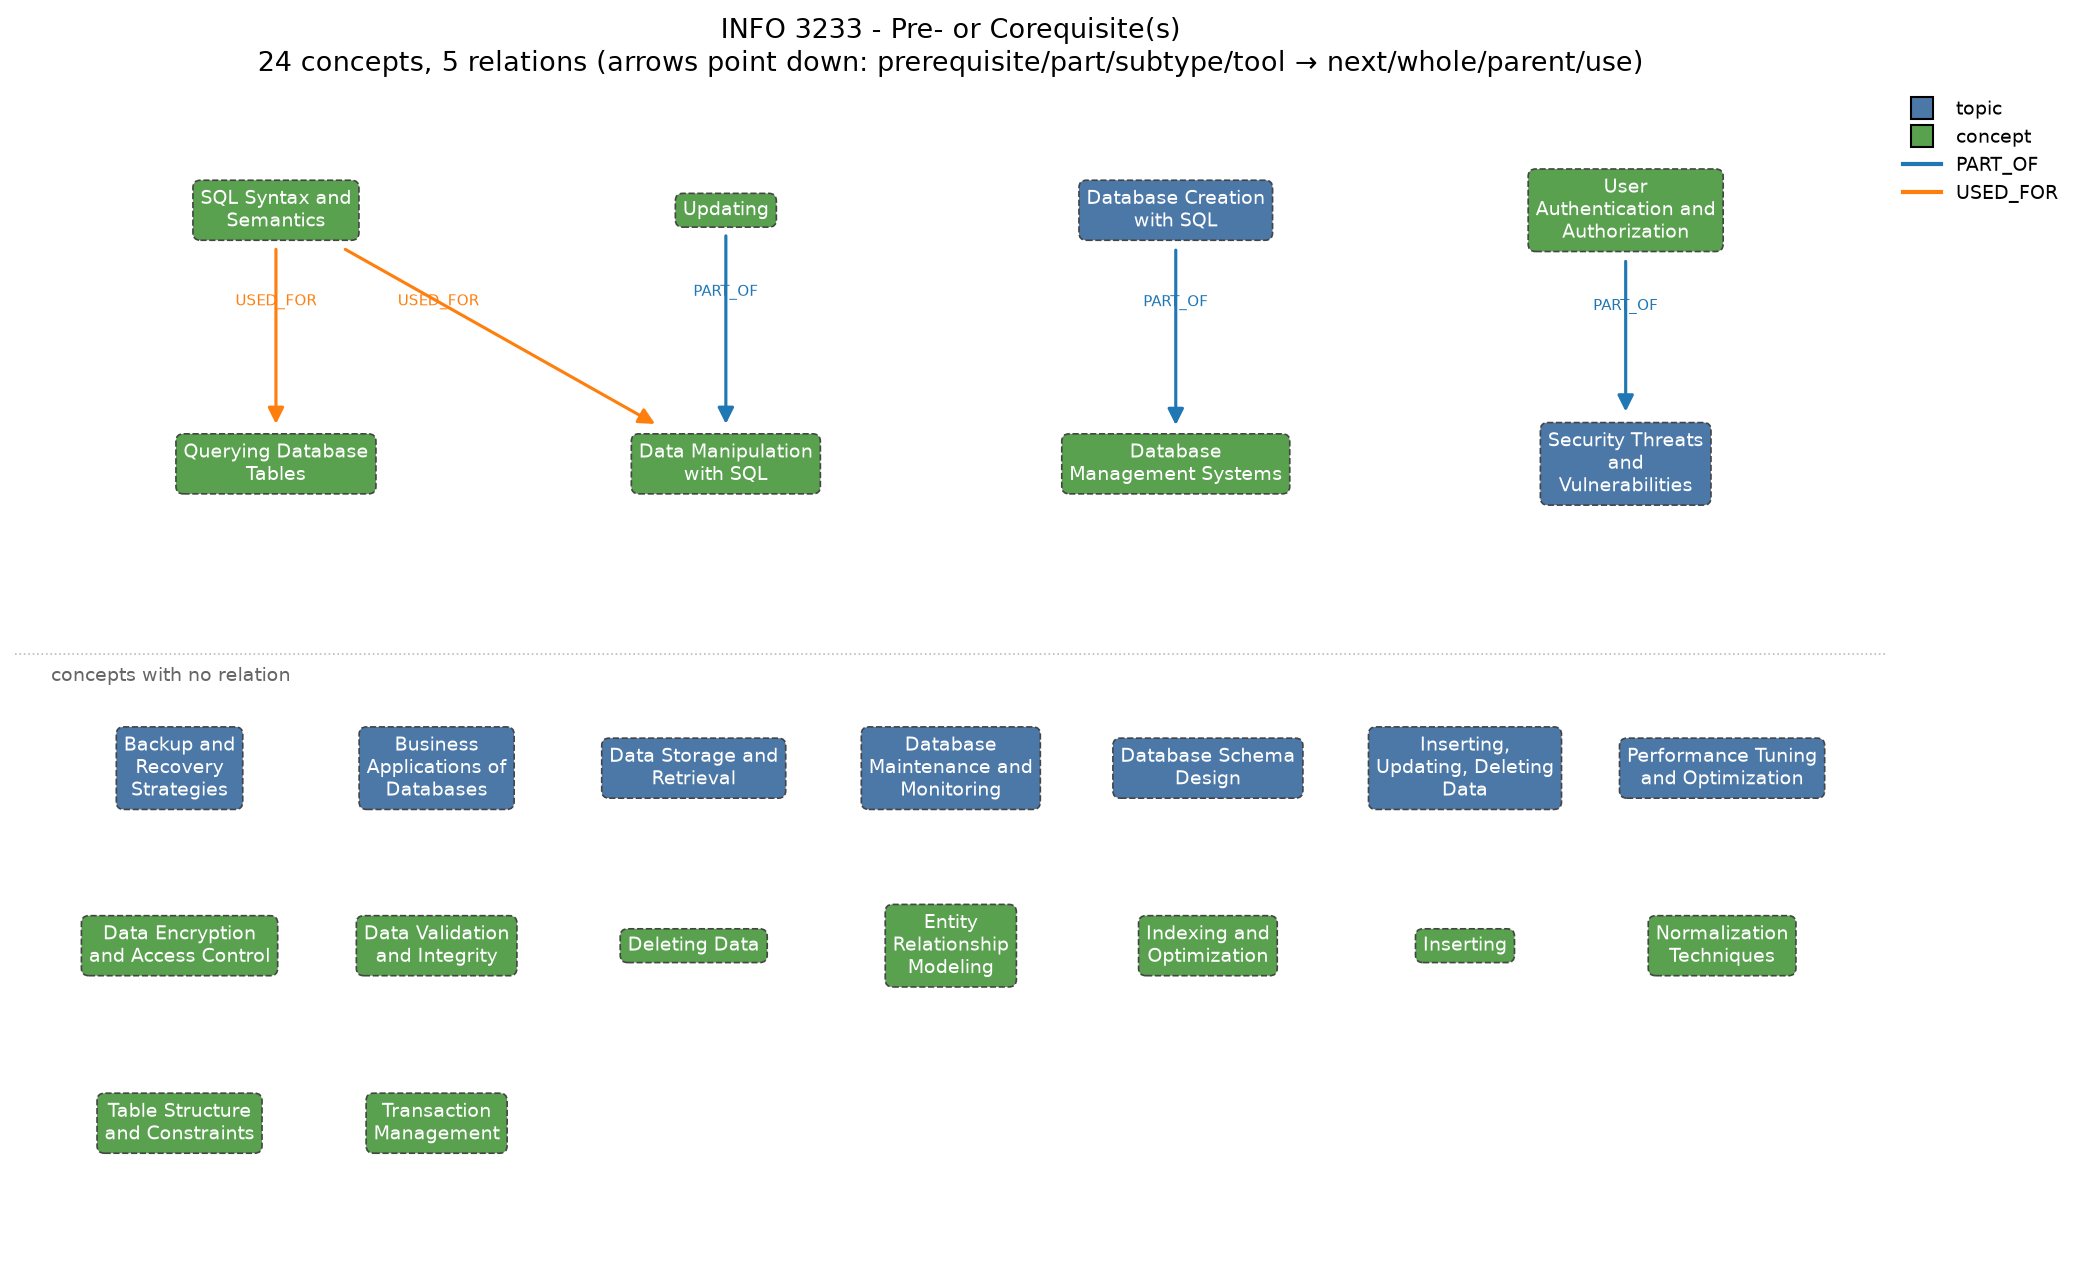 INFO 3233 - Pre- or Corequisite(s)
24 concepts, 5 relations (arrows point down: prerequisite/part/subtype/tool → next/whole/parent/use)
topic
concept
PART_OF
USED_FOR
SQL Syntax and
Semantics
Updating
Database Creation
with SQL
User
Authentication and
Authorization
USED_FOR
USED_FOR
PART_OF
PART_OF
PART_OF
Querying Database
Tables
Data Manipulation
with SQL
Database
Management Systems
Security Threats
and
Vulnerabilities
concepts with no relation
Backup and
Recovery
Strategies
Business
Applications of
Databases
Data Storage and
Retrieval
Database
Maintenance and
Monitoring
Database Schema
Design
Inserting,
Updating, Deleting
Data
Performance Tuning
and Optimization
Data Encryption
and Access Control
Data Validation
and Integrity
Deleting Data
Entity
Relationship
Modeling
Indexing and
Optimization
Inserting
Normalization
Techniques
Table Structure
and Constraints
Transaction
Management